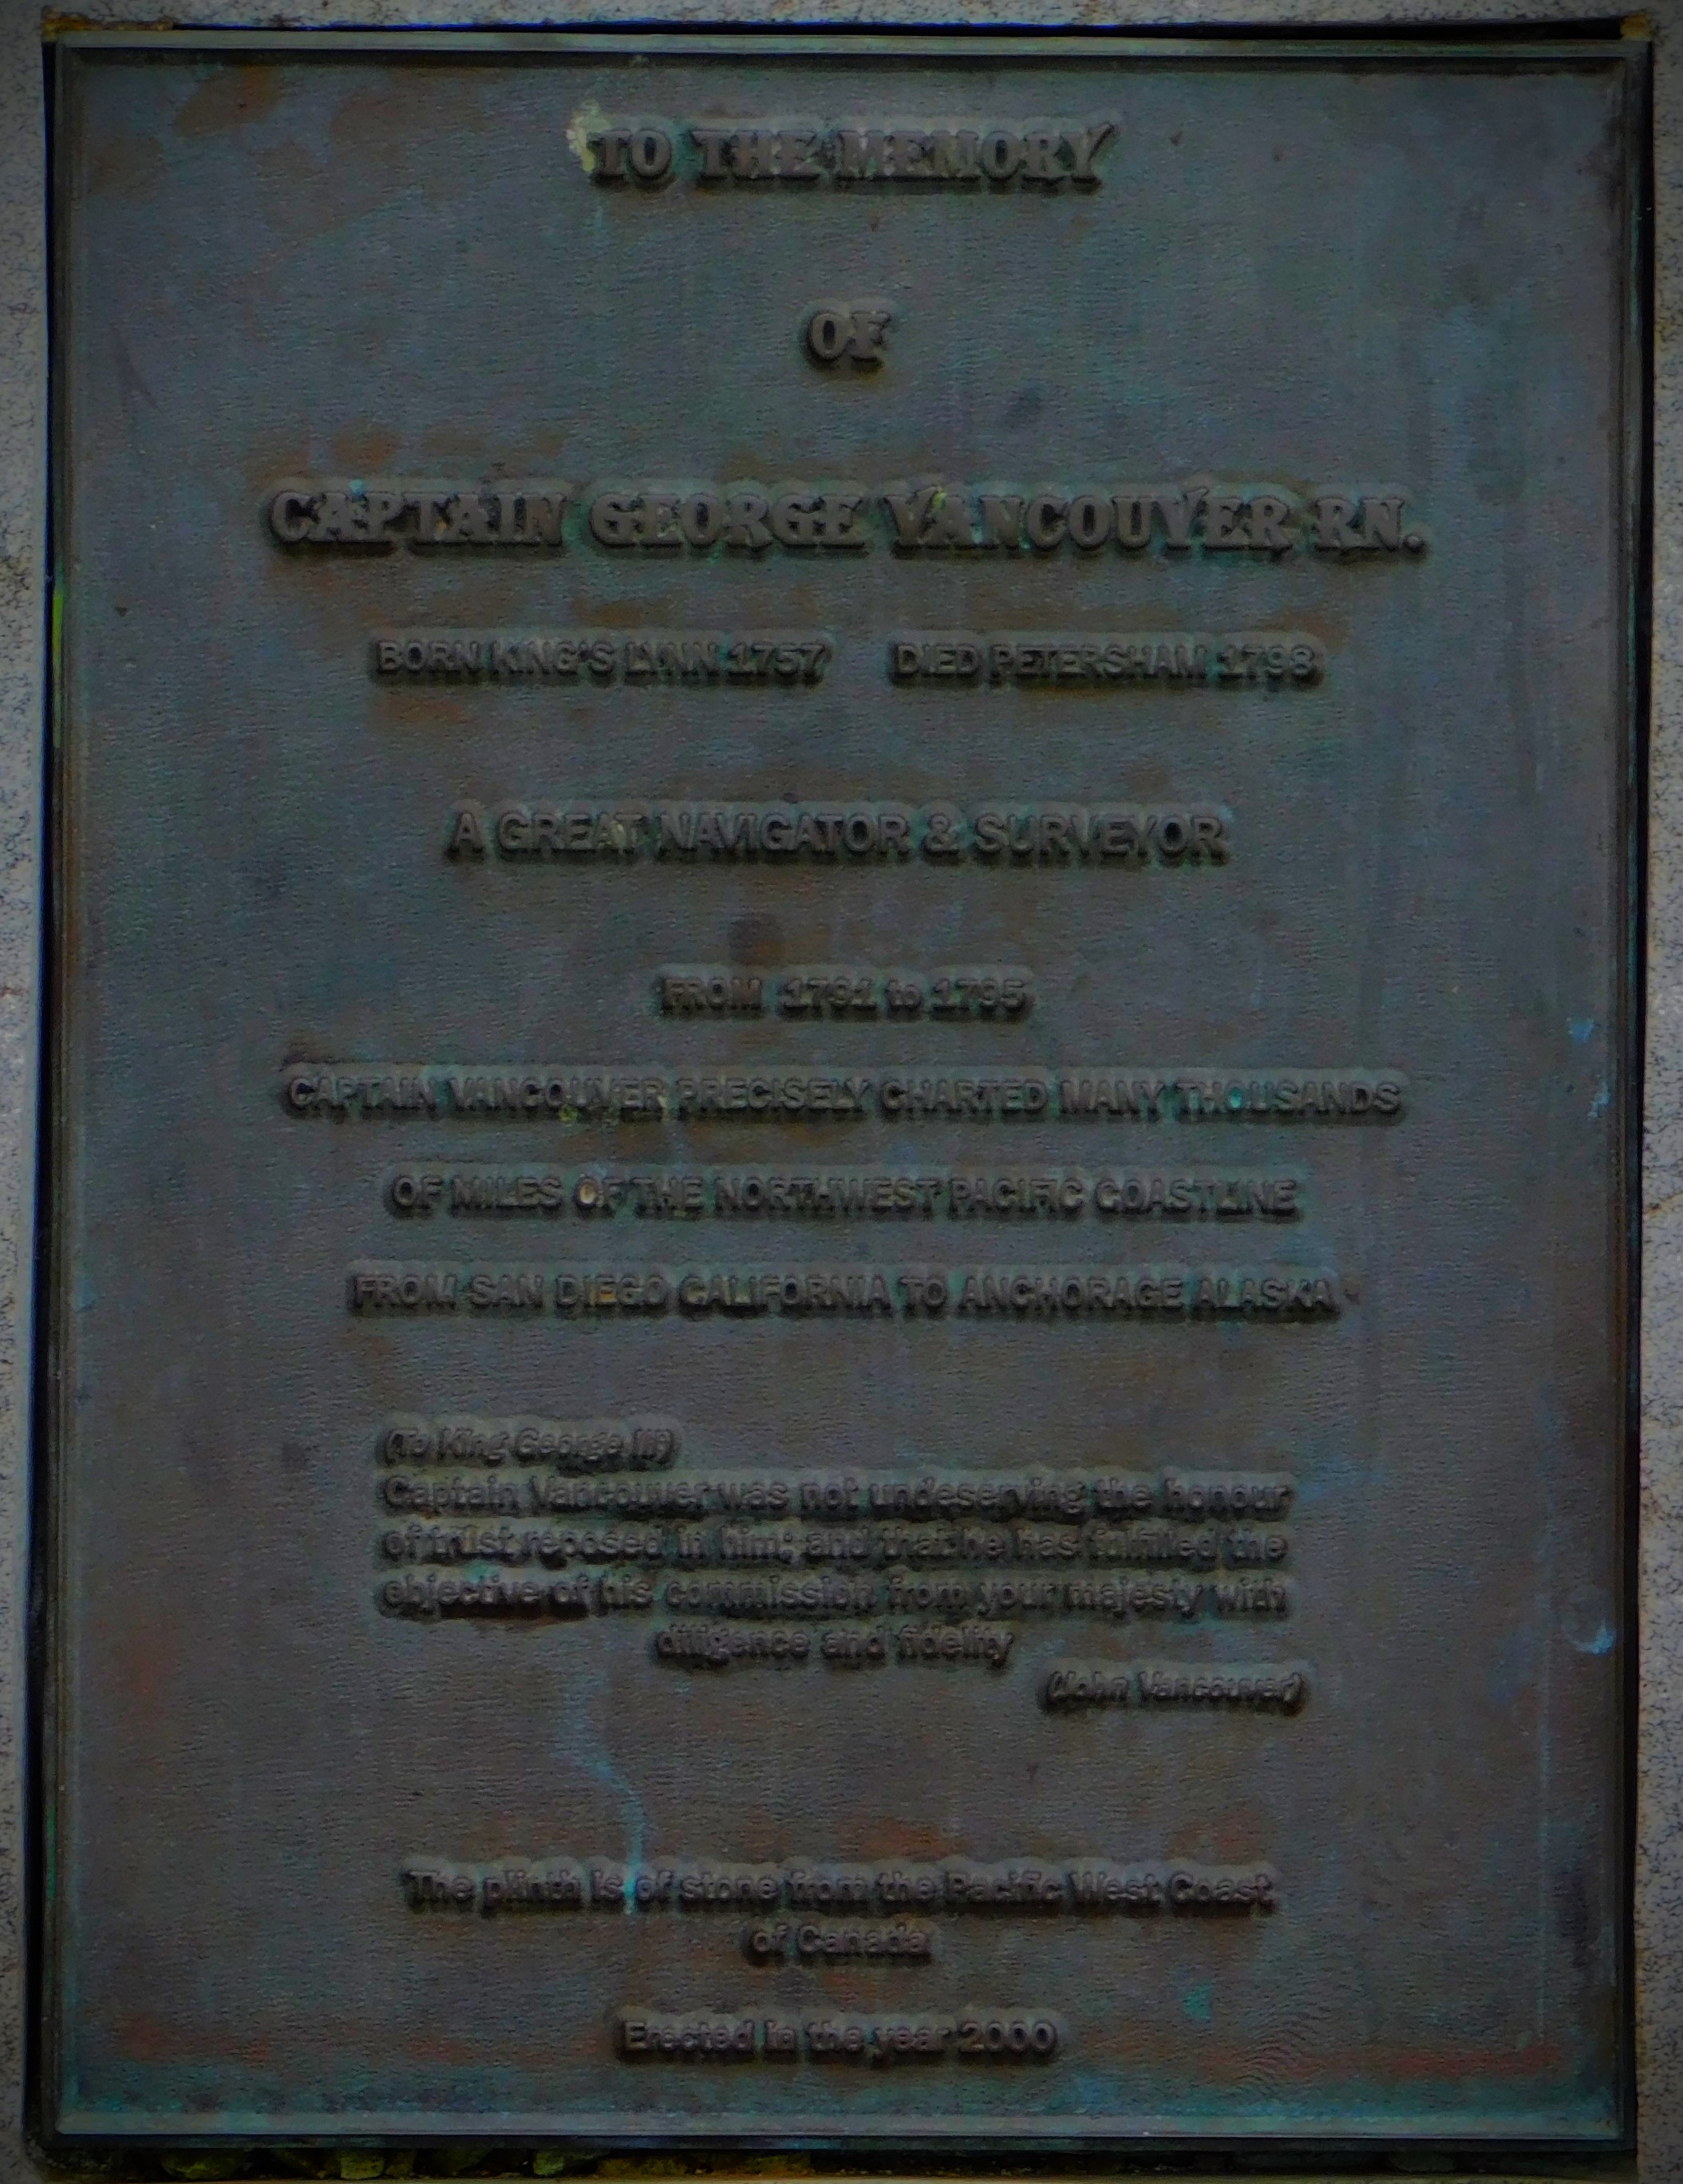 TO THE MEMORY
OF
CAPTAIN GEORGE VANCOUVER RN.
BORN KING'S LYNN 1757 DIED PETERSHAM 1798
A GREAT NAVIGATOR & SURVEYOR
FROM 1791 to 1795
CAPTAIN VANCOUVER PRECISELY CHARTED MANY THOUSANDS
OF MILES OF THE NORTHWEST PACIFIC COASTLINE
FROM SAN DIEGO CALIFORNIA TO ANCHORAGE ALASKA
(To King George III)
Captain Vancouver was not undeserving the honour
of trust reposed in him; and that he has fulfilled the
objective of his commission from your majesty with
diligence and fidelity
(John Vancouver)
The plinth is of stone from the Pacific West Coast
of Canada
Erected in the year 2000